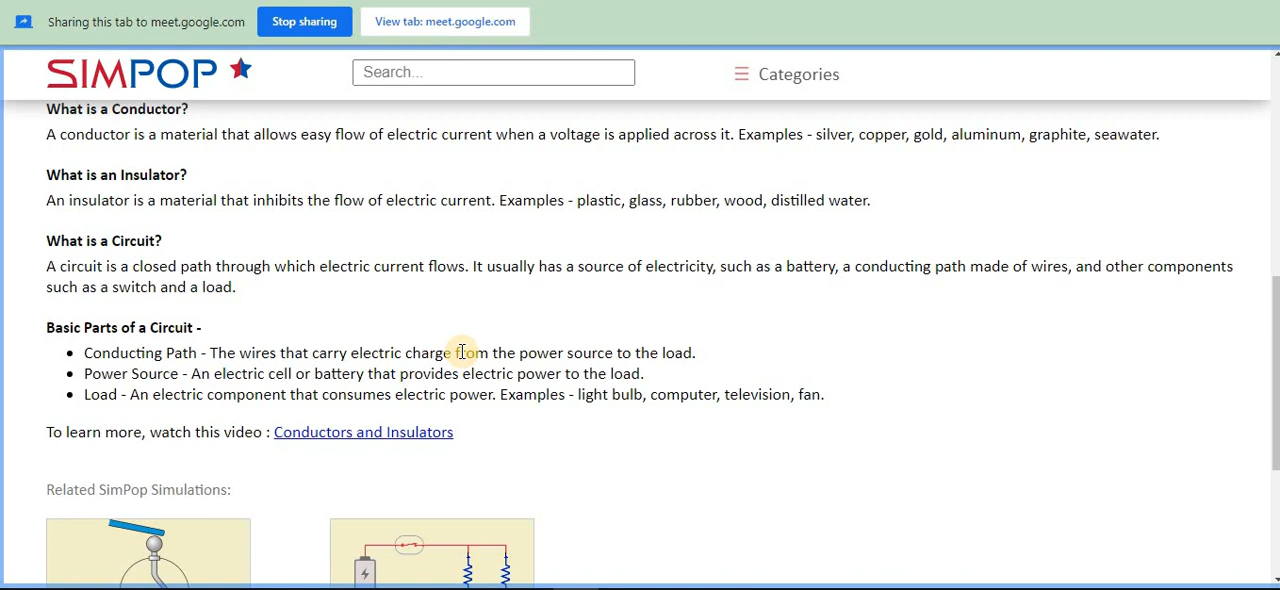 Sharing this tab to meet.google.com
Stop sharing
View tab: meet.google.com
SIMPOP
Search...
Categories
What is a Conductor?
A conductor is a material that allows easy flow of electric current when a voltage is applied across it. Examples - silver, copper, gold, aluminum, graphite, seawater.
What is an Insulator?
An insulator is a material that inhibits the flow of electric current. Examples - plastic, glass, rubber, wood, distilled water.
What is a Circuit?
A circuit is a closed path through which electric current flows. It usually has a source of electricity, such as a battery, a conducting path made of wires, and other components
such as a switch and a load.
Basic Parts of a Circuit -
• Conducting Path - The wires that carry electric charge from the power source to the load.
• Power Source - An electric cell or battery that provides electric power to the load.
• Load - An electric component that consumes electric power. Examples - light bulb, computer, television, fan.
To learn more, watch this video : Conductors and Insulators
Related SimPop Simulations: